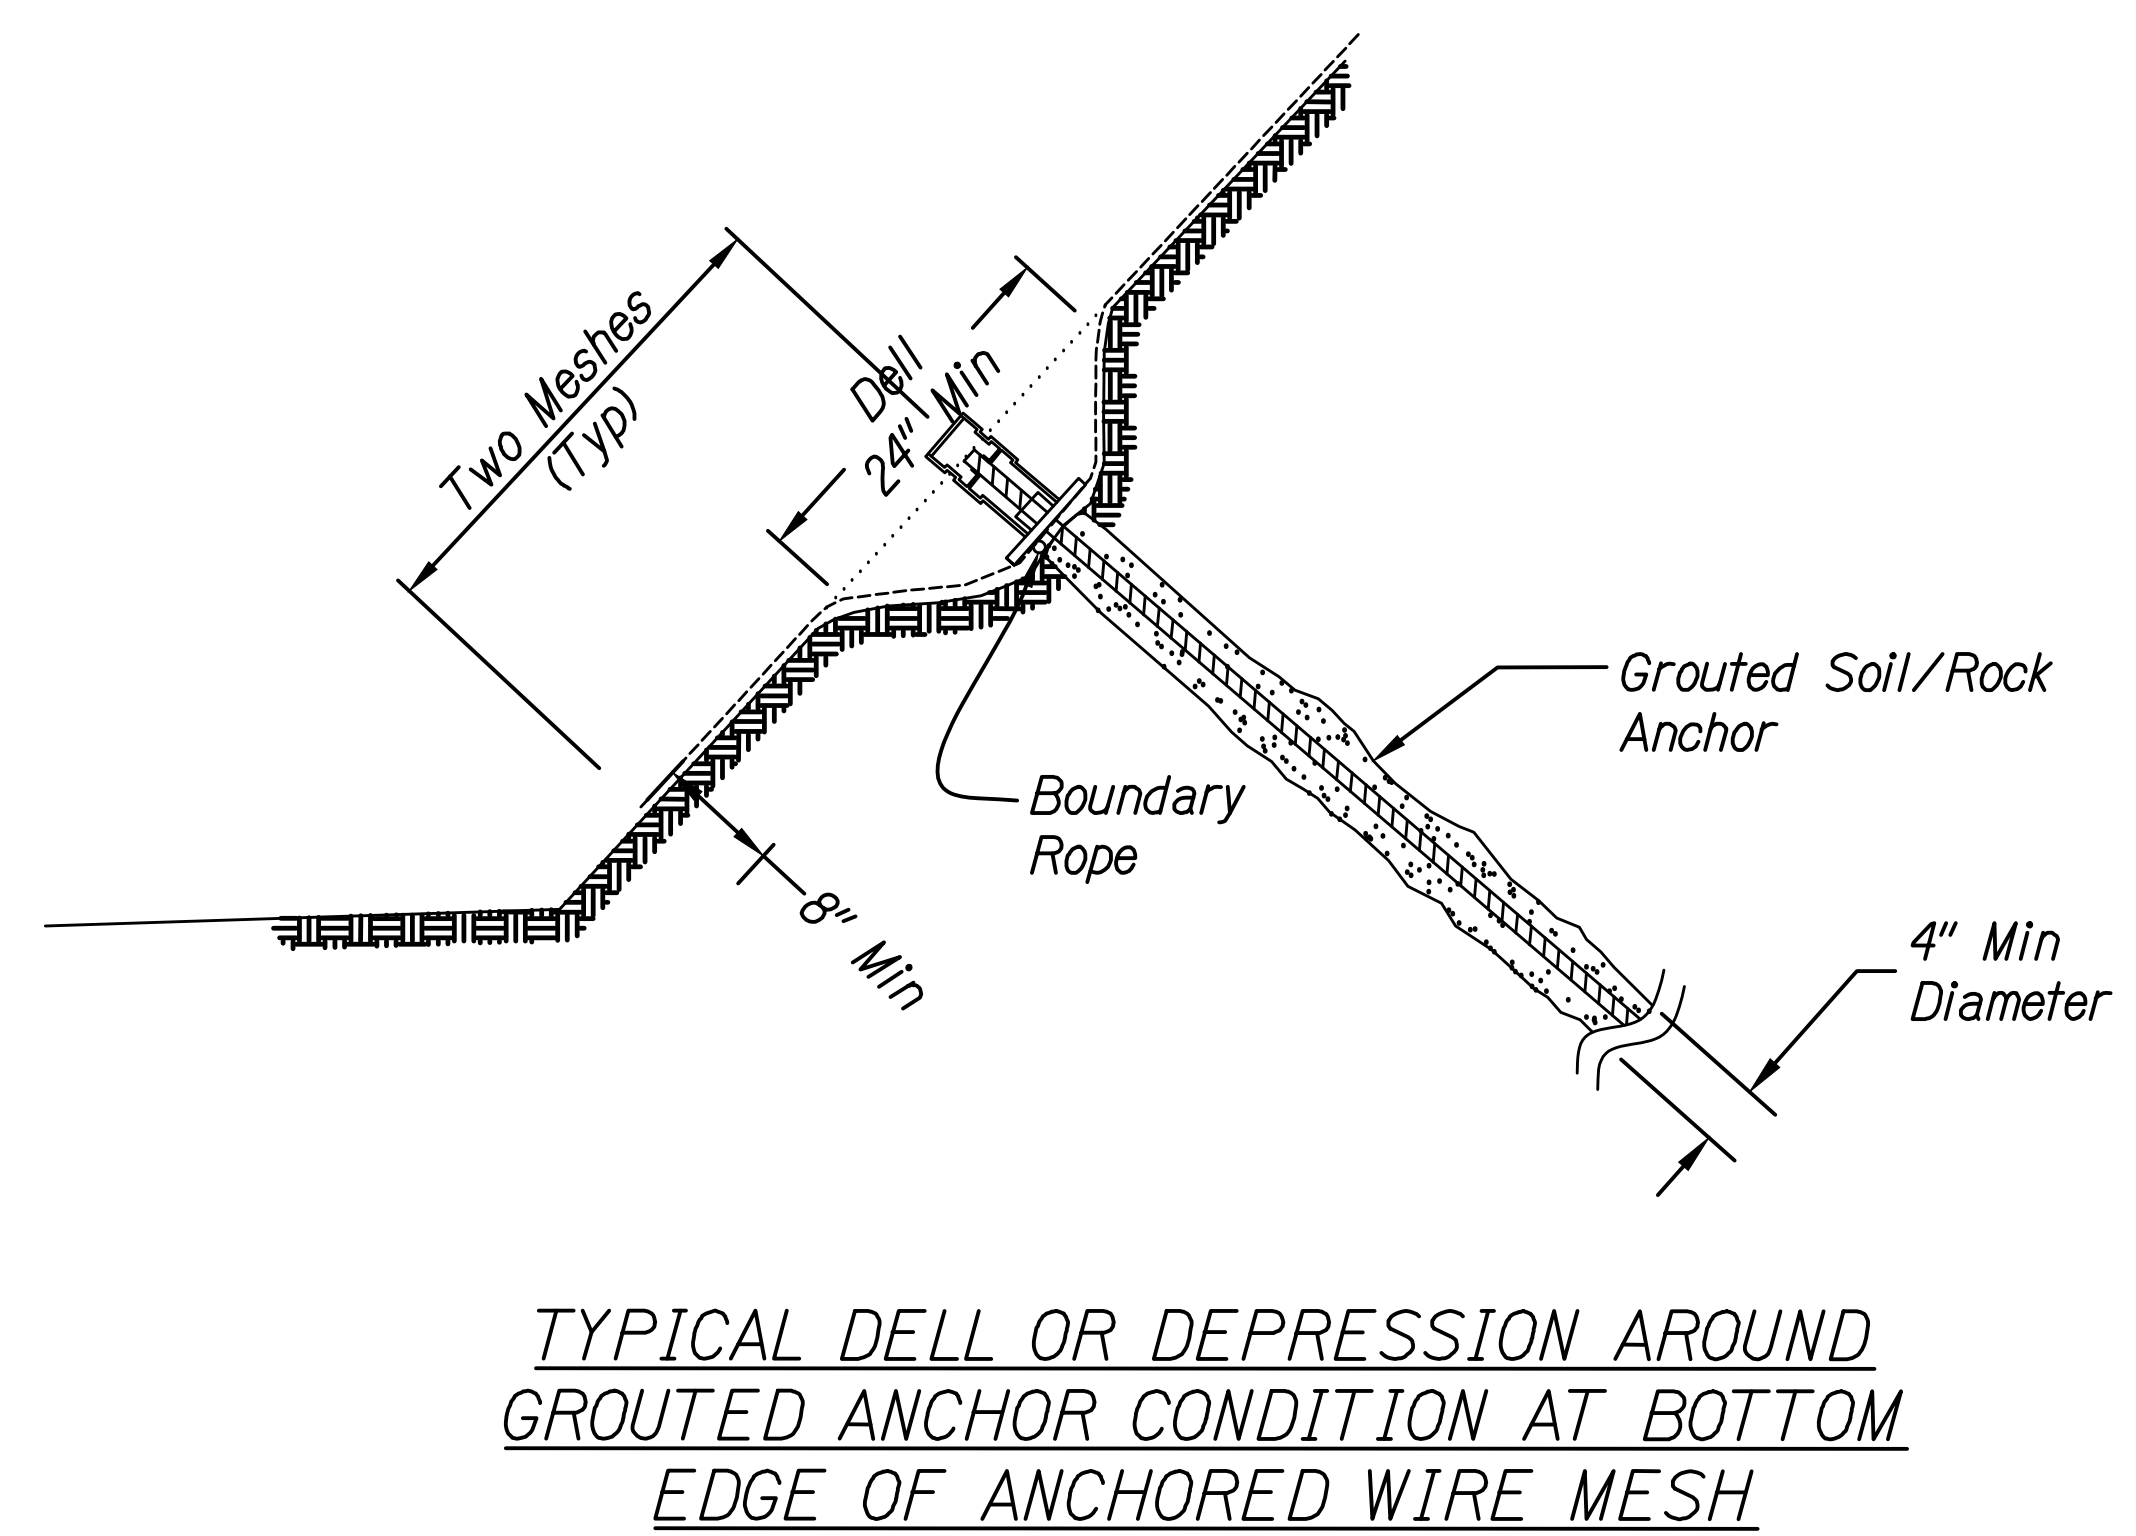 Two Meshes
(Typ)
Dell
24" Min
Grouted Soil/Rock
Anchor
Boundary
Rope
8" Min
4" Min
Diameter
TYPICAL DELL OR DEPRESSION AROUND
GROUTED ANCHOR CONDITION AT BOTTOM
EDGE OF ANCHORED WIRE MESH